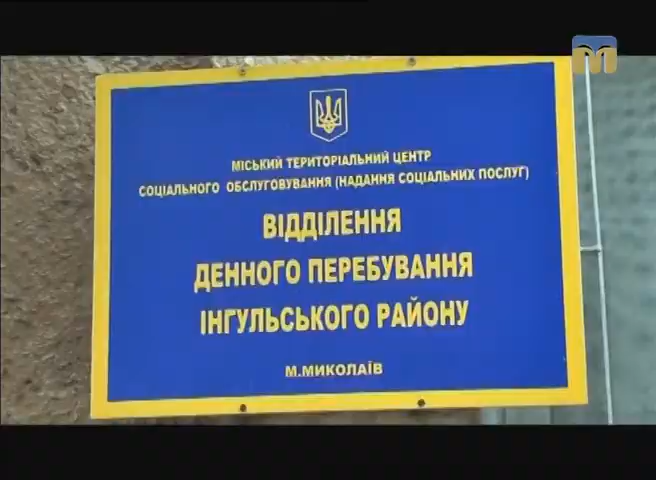 МІСЬКИЙ ТЕРИТОРІАЛЬНИЙ ЦЕНТР
СОЦІАЛЬНОГО ОБСЛУГОВУВАННЯ (НАДАННЯ СОЦІАЛЬНИХ ПОСЛУГ)
ВІДДІЛЕННЯ
ДЕННОГО ПЕРЕБУВАННЯ
ІНГУЛЬСЬКОГО РАЙОНУ
М.МИКОЛАЇВ